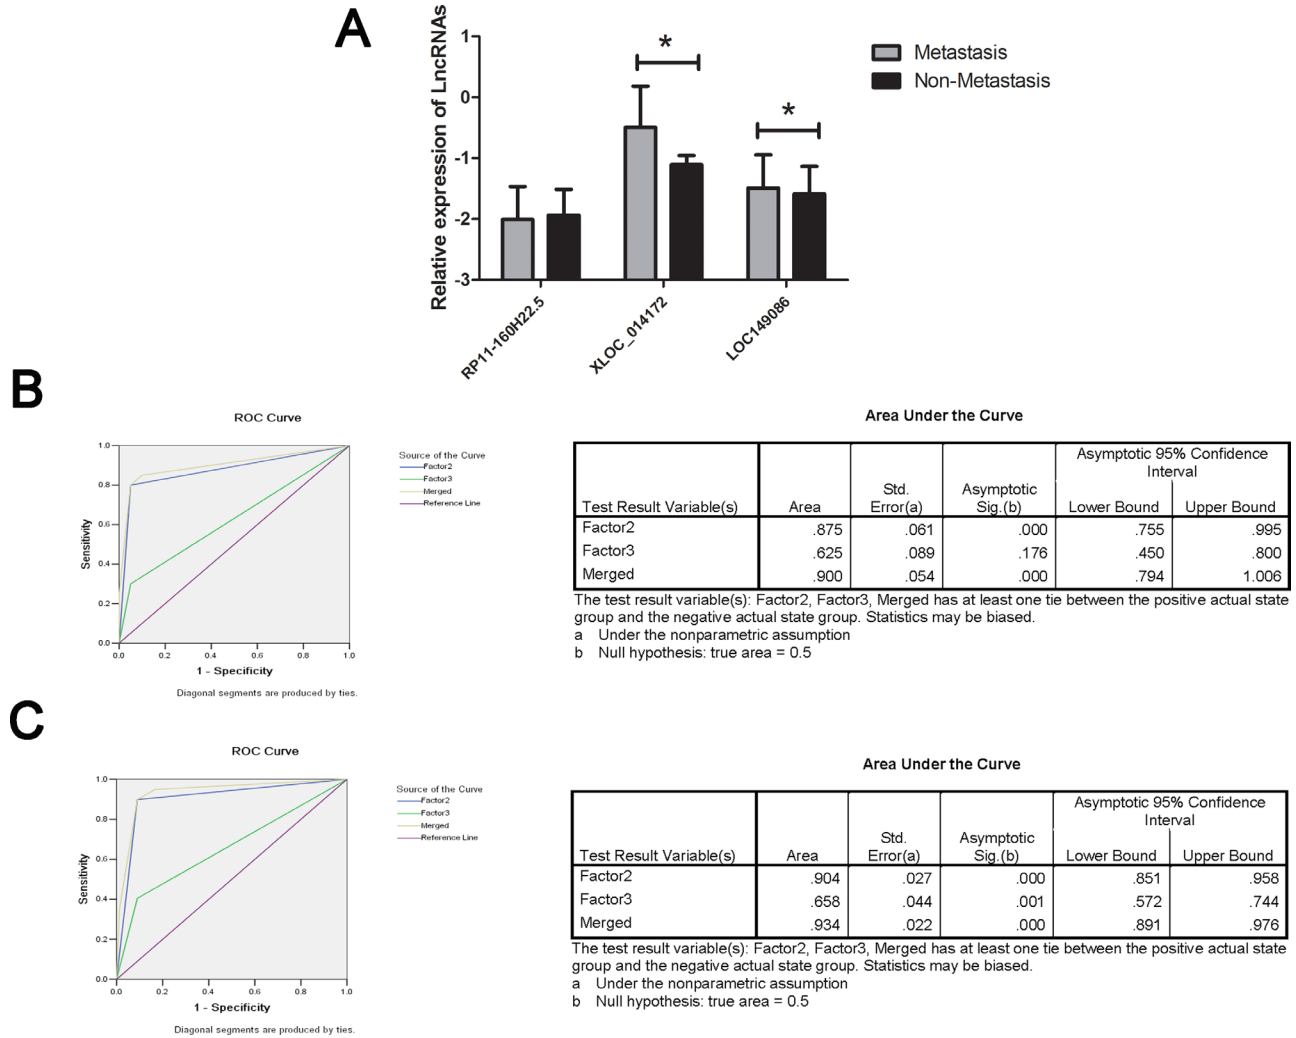 A
Relative expression of LncRNAs
1
0
-1
-2
-3
*
*
Metastasis
Non-Metastasis
RP11-160H22.5
XLOC_014172
LOC149086
B
ROC Curve
Sensitivity
1.0
0.8
0.6
0.4
0.2
0.0
0.0 0.2 0.4 0.6 0.8 1.0
1 - Specificity
Diagonal segments are produced by ties.
Source of the Curve
Factor2
Factor3
Merged
Reference Line
Area Under the Curve
Test Result Variable(s) Area Std. Error(a) Asymptotic Sig.(b) Asymptotic 95% Confidence Interval
Lower Bound Upper Bound
Factor2 .875 .061 .000 .755 .995
Factor3 .625 .089 .176 .450 .800
Merged .900 .054 .000 .794 1.006
The test result variable(s): Factor2, Factor3, Merged has at least one tie between the positive actual state
group and the negative actual state group. Statistics may be biased.
a Under the nonparametric assumption
b Null hypothesis: true area = 0.5
C
ROC Curve
Sensitivity
1.0
0.8
0.6
0.4
0.2
0.0
0.0 0.2 0.4 0.6 0.8 1.0
1 - Specificity
Diagonal segments are produced by ties.
Source of the Curve
Factor2
Factor3
Merged
Reference Line
Area Under the Curve
Test Result Variable(s) Area Std. Error(a) Asymptotic Sig.(b) Asymptotic 95% Confidence Interval
Lower Bound Upper Bound
Factor2 .904 .027 .000 .851 .958
Factor3 .658 .044 .001 .572 .744
Merged .934 .022 .000 .891 .976
The test result variable(s): Factor2, Factor3, Merged has at least one tie between the positive actual state
group and the negative actual state group. Statistics may be biased.
a Under the nonparametric assumption
b Null hypothesis: true area = 0.5